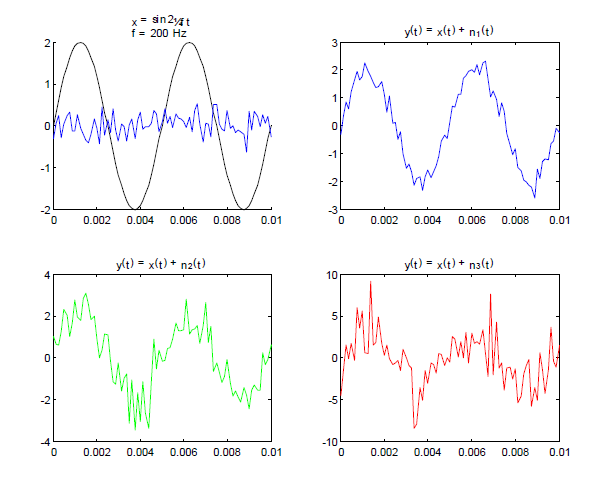 x = sin2¼ft
f = 200 Hz
2
1
0
-1
-2
0 0.002 0.004 0.006 0.008 0.01
y(t) = x(t) + n1(t)
3
2
1
0
-1
-2
-3
0 0.002 0.004 0.006 0.008 0.01
y(t) = x(t) + n2(t)
4
2
0
-2
-4
0 0.002 0.004 0.006 0.008 0.01
y(t) = x(t) + n3(t)
10
5
0
-5
-10
0 0.002 0.004 0.006 0.008 0.01